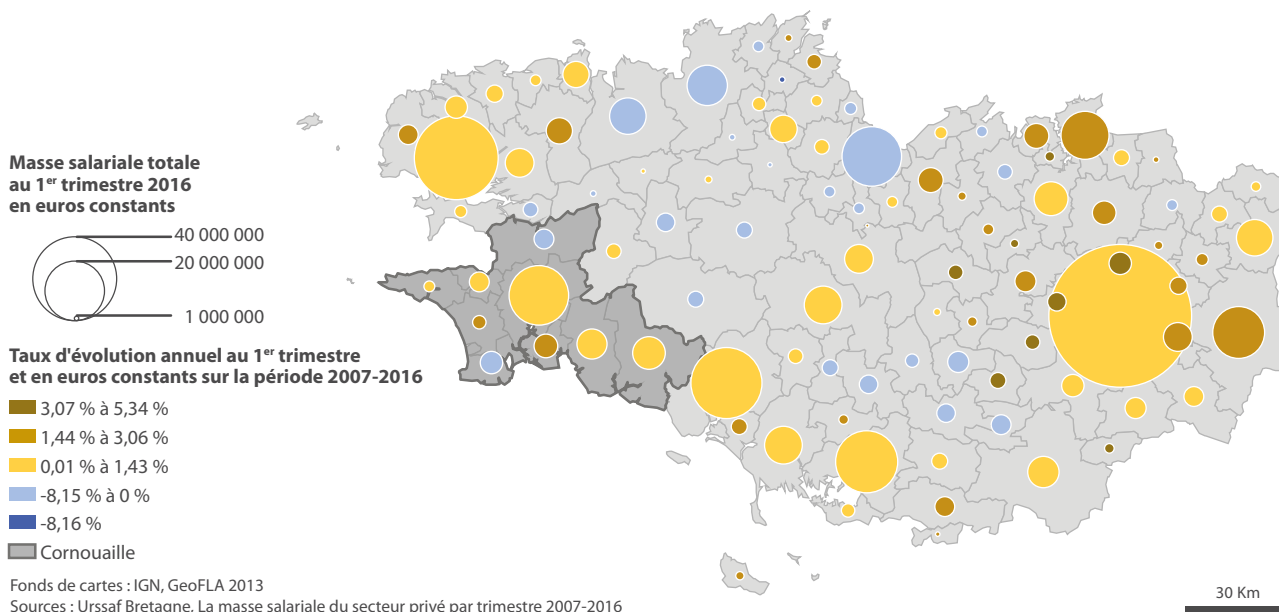 Masse salariale totale
au 1er trimestre 2016
en euros constants
40 000 000
20 000 000
1 000 000
Taux d'évolution annuel au 1er trimestre
et en euros constants sur la période 2007-2016
3,07 % à 5,34 %
1,44 % à 3,06 %
0,01 % à 1,43 %
-8,15 % à 0 %
-8,16 %
Cornouaille
Fonds de cartes : IGN, GeoFLA 2013
Sources : Urssaf Bretagne, La masse salariale du secteur privé par trimestre 2007-2016
30 Km